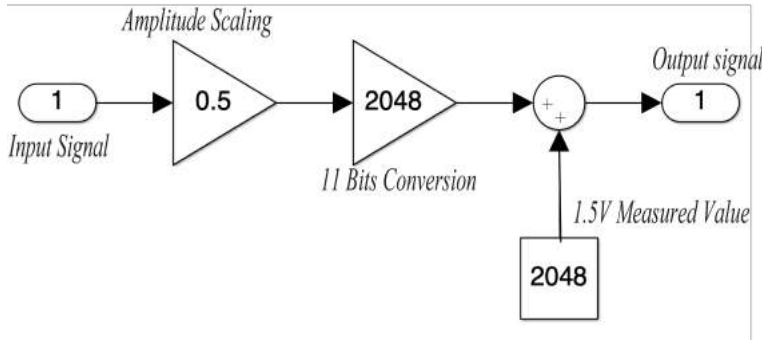 Amplitude Scaling
Output signal
1
0.5
2048
+
+
1
Input Signal
11 Bits Conversion
1.5V Measured Value
2048